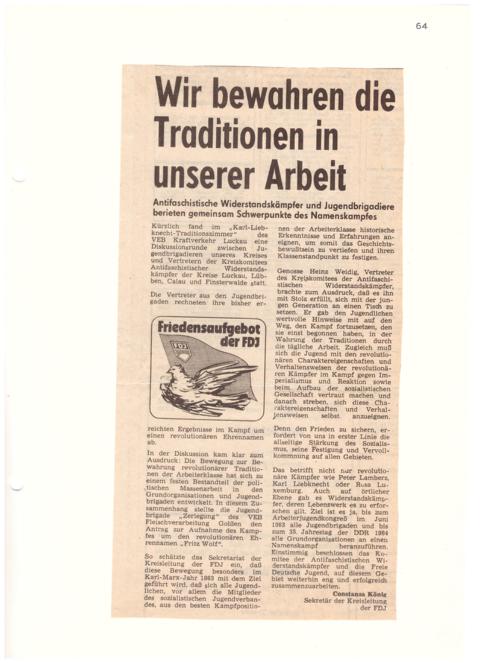 64
Wir bewahren die
Traditionen in
unserer Arbeit
Antifaschistische Widerstandskämpfer und Jugendbrigadiere
berieten gemeinsam Schwerpunkte des Namenskampfes
Kürzlich fand im „Karl-Lieb-
knecht-Traditionszimmer“ des
VEB Kraftverkehr Luckau eine
Diskussionsrunde zwischen Ju-
gendbrigadieren unseres Kreises
und Vertretern der Kreiskomitees
Antifaschistischer Widerstands-
kämpfer der Kreise Luckau, Lüb-
ben, Calau und Finsterwalde statt.
Die Vertreter aus den Jugendbri-
gaden rechneten ihre bisher er-
Friedensaufgebot
der FDJ
FDJ
reichten Ergebnisse im Kampf um
einen revolutionären Ehrennamen
ab.
In der Diskussion kam klar zum
Ausdruck: Die Bewegung zur Be-
wahrung revolutionärer Traditio-
nen der Arbeiterklasse hat sich zu
einem festen Bestandteil der poli-
tischen Massenarbeit in den
Grundorganisationen und Jugend-
brigaden entwickelt. In diesem Zu-
sammenhang stellte die Jugend-
brigade „Zerlegung“ des VEB
Fleischverarbeitung Golßen den
Antrag zur Aufnahme des Kamp-
fes um den revolutionären Eh-
rennamen „Fritz Wolf“.
So schätzte das Sekretariat der
Kreisleitung der FDJ ein, daß
diese Bewegung besonders im
Karl-Marx-Jahr 1983 mit dem Ziel
geführt wird, daß sich alle Jugend-
lichen, vor allem die Mitglieder
des sozialistischen Jugendverban-
des, aus den besten Kampfpositio-
nen der Arbeiterklasse historische
Erkenntnisse und Erfahrungen an-
eignen, um somit das Geschichts-
bewußtsein zu vertiefen und ihren
Klassenstandpunkt zu festigen.
Genosse Heinz Weidig, Vertreter
des Kreiskomitees der Antifaschi-
stischen Widerstandskämpfer,
brachte zum Ausdruck, daß es ihn
mit Stolz erfüllt, sich mit der jun-
gen Generation an einen Tisch zu
setzen. Er gab den Jugendlichen
wertvolle Hinweise mit auf den
Weg, den Kampf fortzusetzen, den
sie einst begonnen haben, in der
Wahrung der Traditionen durch
die tägliche Arbeit. Zugleich muß
sich die Jugend mit den revolutio-
nären Charaktereigenschaften und
Verhaltensweisen der revolutionä-
ren Kämpfer im Kampf gegen Im-
perialismus und Reaktion sowie
beim Aufbau der sozialistischen
Gesellschaft vertraut machen und
danach streben, sich diese Cha-
raktereigenschaften und Verhal-
tensweisen selbst anzueignen.
Denn den Frieden zu sichern, er-
fordert von uns in erster Linie die
allseitige Stärkung des Sozialis-
mus, seine Festigung und Vervoll-
kommnung auf allen Gebieten.
Das betrifft nicht nur revolutio-
näre Kämpfer wie Peter Lamberz,
Karl Liebknecht oder Rosa Lu-
xemburg. Auch auf örtlicher
Ebene gab es Widerstandskämp-
fer, deren Lebenswerk es zu erfor-
schen gilt. Ziel ist es ja, bis zum
Arbeiterjugendkongreß im Juni
1983 alle Jugendbrigaden und bis
zum 35. Jahrestag der DDR 1984
alle Grundorganisationen an einen
Namenskampf heranzuführen.
Einstimmig beschlossen das Ko-
mitee der Antifaschistischen Wi-
derstandskämpfer und die Freie
Deutsche Jugend, auf diesem Ge-
biet weiterhin eng und erfolgreich
zusammenzuarbeiten.
Constanza König
Sekretär der Kreisleitung
der FDJ